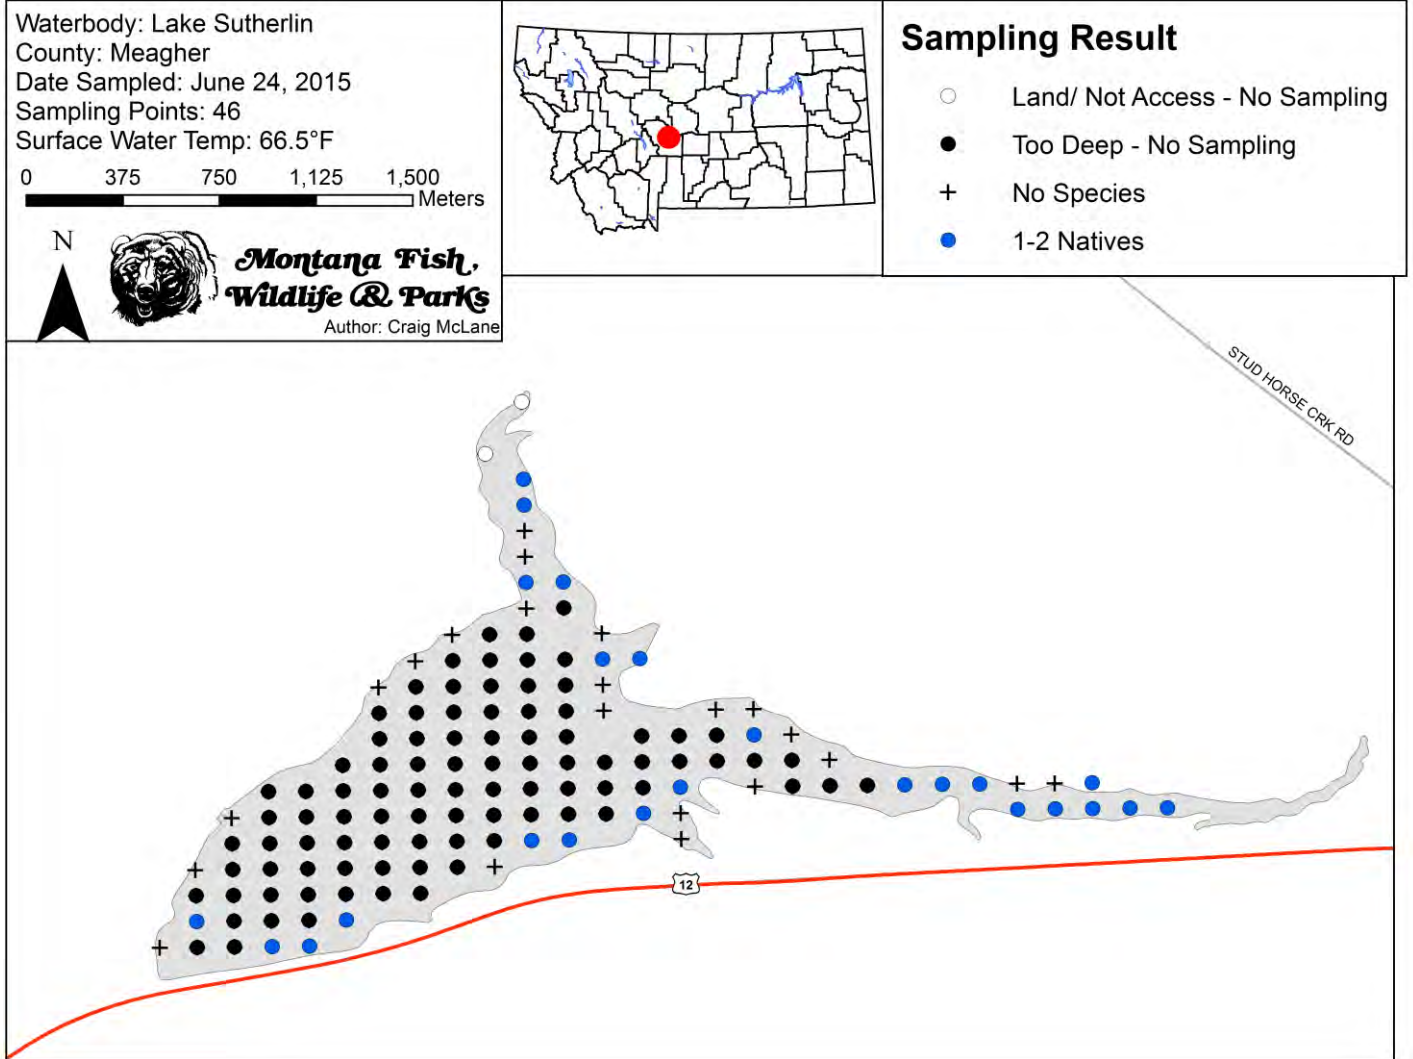 Waterbody: Lake Sutherlin
County: Meagher
Date Sampled: June 24, 2015
Sampling Points: 46
Surface Water Temp: 66.5°F
0 375 750 1,125 1,500
Meters
N
Montana Fish,
Wildlife & Parks
Author: Craig McLane
Sampling Result
Land/ Not Access - No Sampling
Too Deep - No Sampling
No Species
1-2 Natives
STUD HORSE CRK RD
12